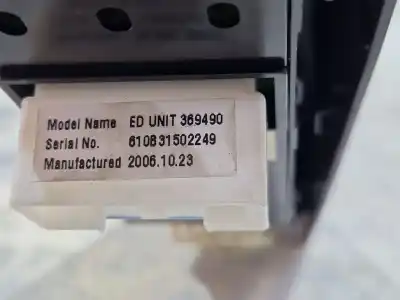 Model Name ED UNIT 369490
Serial No. 610831502249
Manufactured 2006.10.23